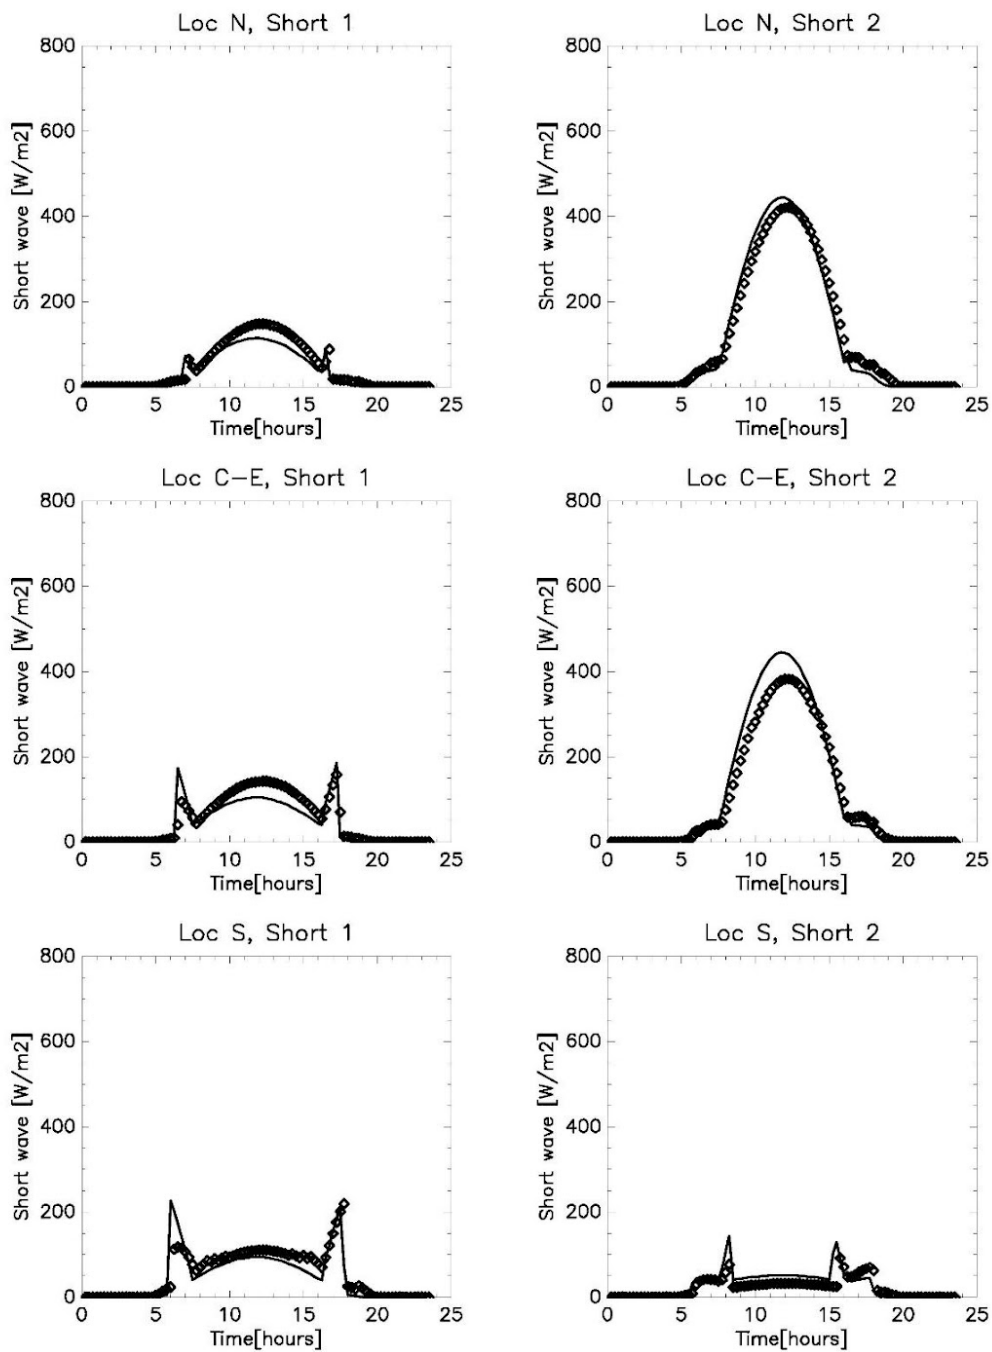 Loc N, Short 1
Short wave [W/m2]
800
600
400
200
0
0 5 10 15 20 25
Time[hours]
Loc N, Short 2
Short wave [W/m2]
800
600
400
200
0
0 5 10 15 20 25
Time[hours]
Loc C-E, Short 1
Short wave [W/m2]
800
600
400
200
0
0 5 10 15 20 25
Time[hours]
Loc C-E, Short 2
Short wave [W/m2]
800
600
400
200
0
0 5 10 15 20 25
Time[hours]
Loc S, Short 1
Short wave [W/m2]
800
600
400
200
0
0 5 10 15 20 25
Time[hours]
Loc S, Short 2
Short wave [W/m2]
800
600
400
200
0
0 5 10 15 20 25
Time[hours]